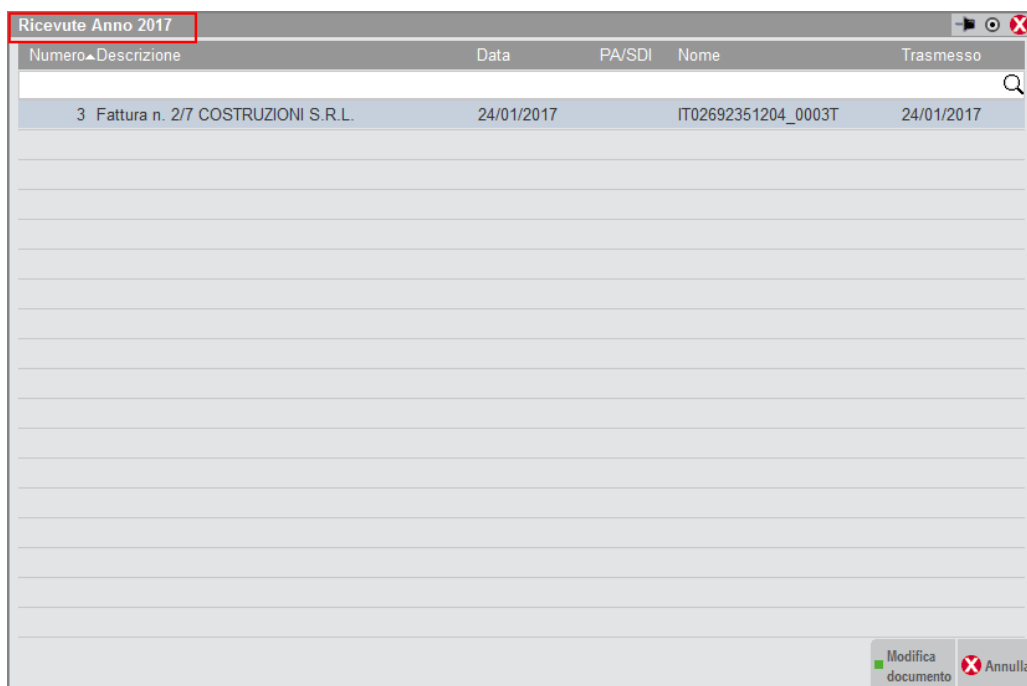 Ricevute Anno 2017
Numero Descrizione Data PA/SDI Nome Trasmesso
3 Fattura n. 2/7 COSTRUZIONI S.R.L. 24/01/2017 IT02692351204_0003T 24/01/2017
Modifica
documento
Annulla